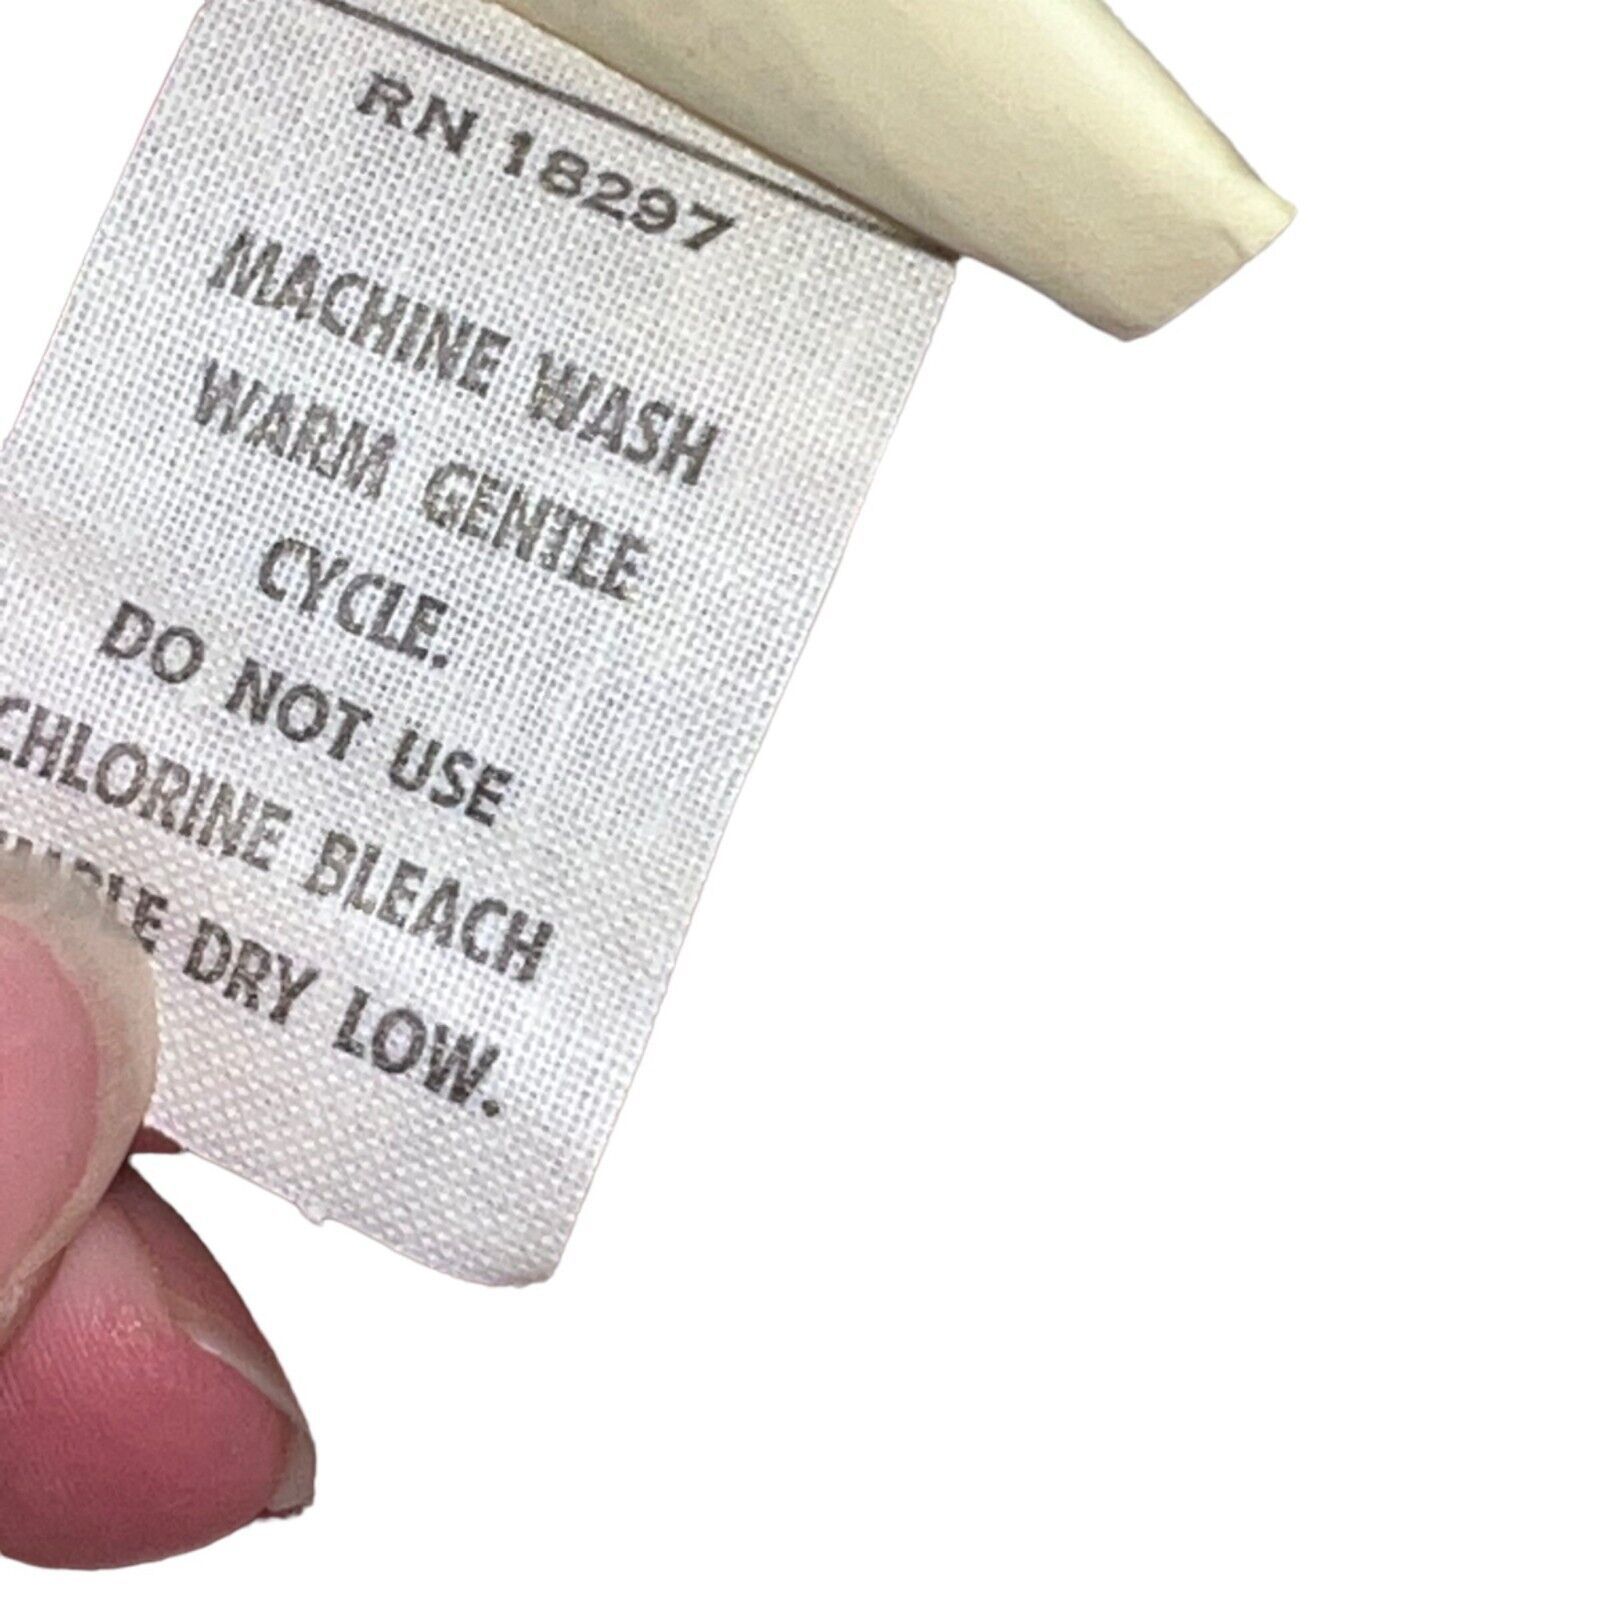 RN 18297
MACHINE WASH
WARM GENTLE
CYCLE.
DO NOT USE
CHLORINE BLEACH
DRY LOW.